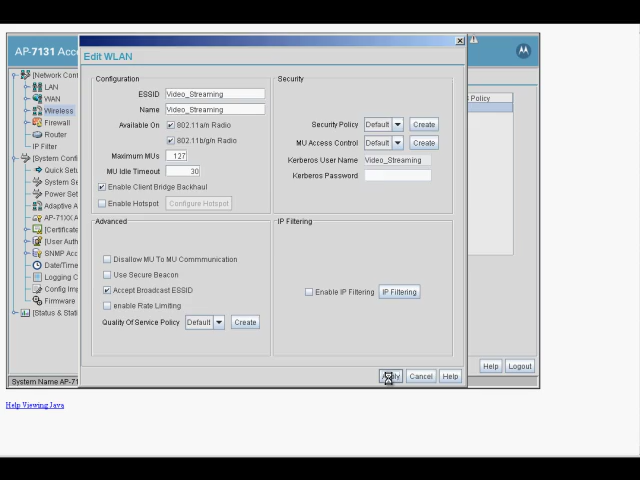 AP-7131 Acce
Edit WLAN
[Network Cont
LAN
WAN
Wireless
Firewall
Router
IP Filter
[System Confi
Quick Setu
System Se
Power Set
Adaptive A
AP-71XX A
[Certificate
[User Auth
SNMP Acc
Date/Time
Logging C
Config Imp
Firmware
[Status & Stati
System Name AP-71
Configuration
ESSID Video_Streaming
Name Video_Streaming
Available On 802.11a/n Radio
802.11b/g/n Radio
Maximum MUs 127
MU Idle Timeout 30
Enable Client Bridge Backhaul
Enable Hotspot Configure Hotspot
Security
Security Policy Default Create
MU Access Control Default Create
Kerberos User Name Video_Streaming
Kerberos Password
Advanced
Disallow MU To MU Commmunication
Use Secure Beacon
Accept Broadcast ESSID
enable Rate Limiting
Quality Of Service Policy Default Create
IP Filtering
Enable IP Filtering IP Filtering
Cancel Help
Policy
Help Logout
Help Viewing Java